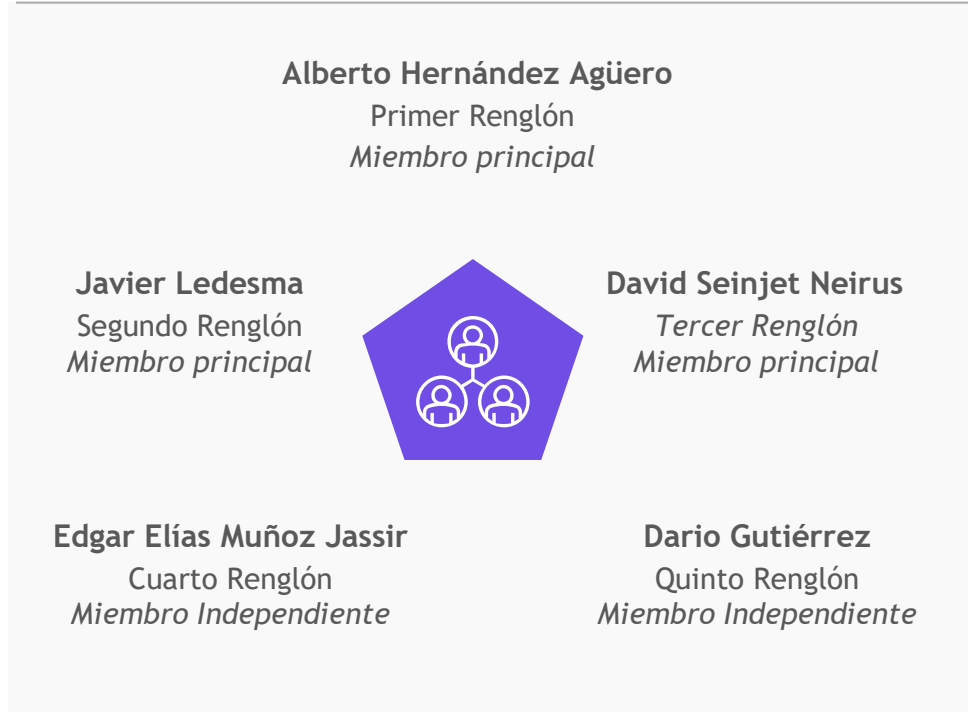 Alberto Hernández Agüero
Primer Renglón
Miembro principal
Javier Ledesma
Segundo Renglón
Miembro principal
David Seinjet Neirus
Tercer Renglón
Miembro principal
Edgar Elías Muñoz Jassir
Cuarto Renglón
Miembro Independiente
Dario Gutiérrez
Quinto Renglón
Miembro Independiente